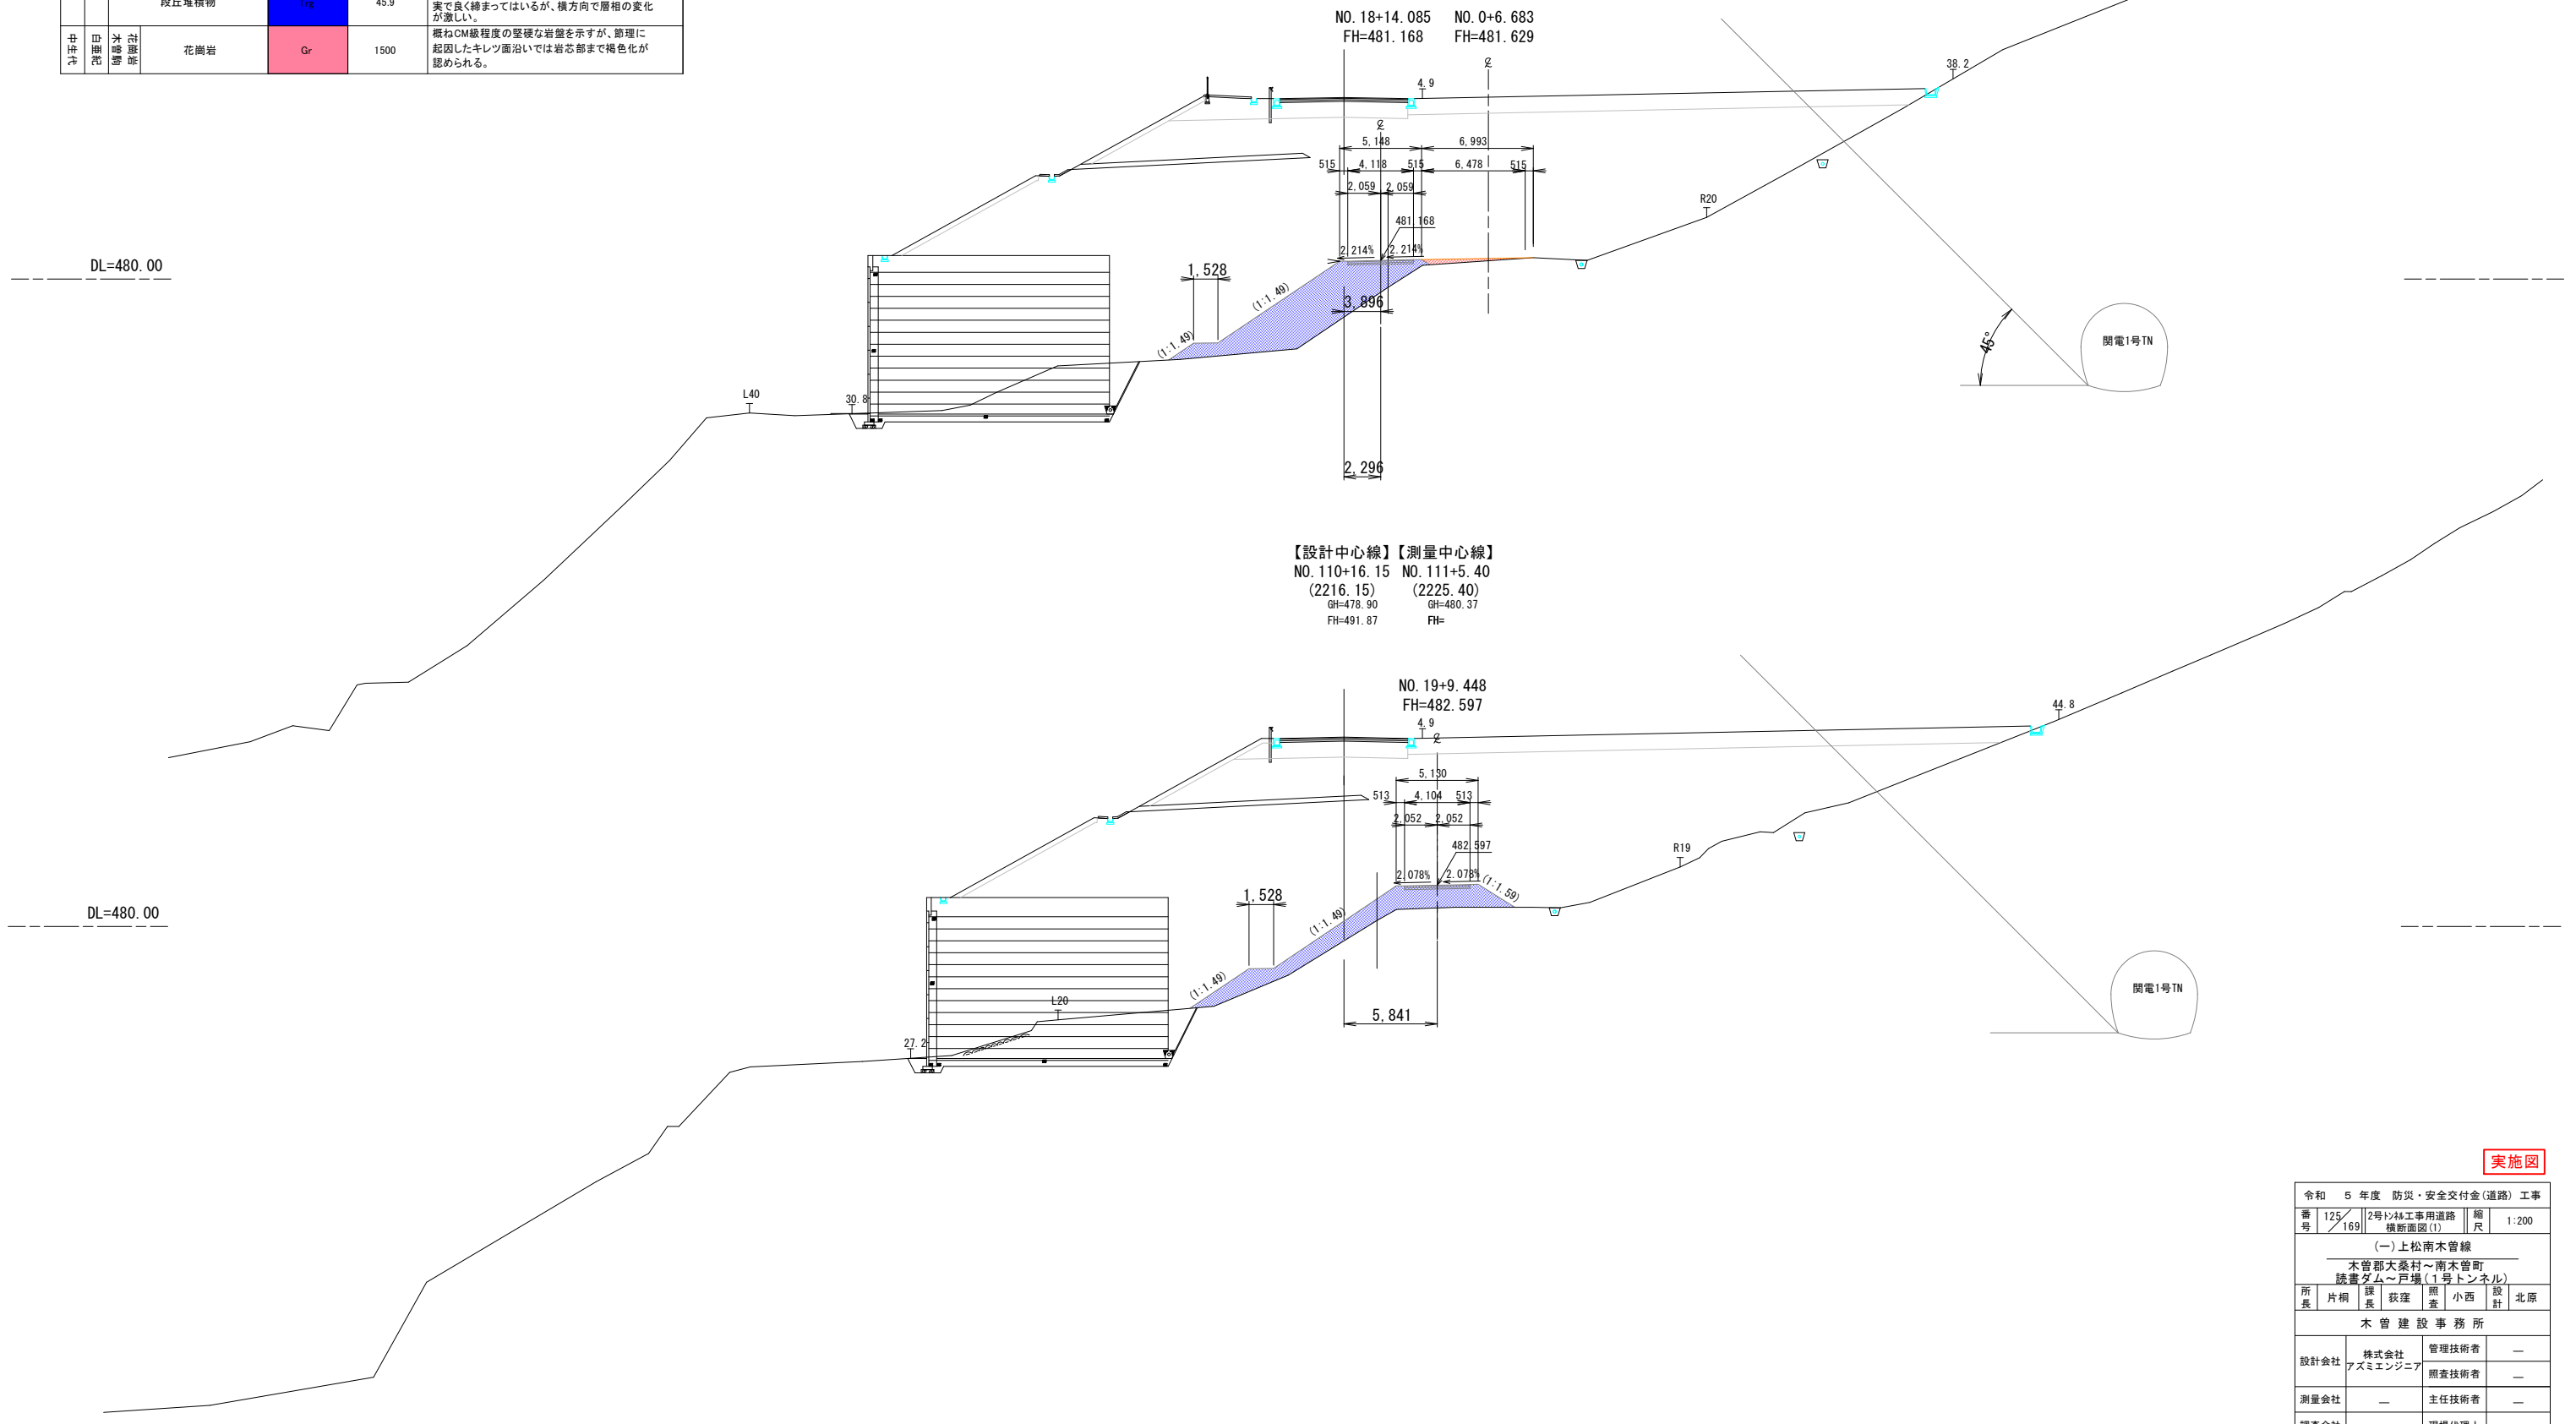 段丘堆積物
Trg
45.9
実で良く締まってはいるが、横方向で層相の変化
が激しい。
中生代
白亜紀
木曽駒
花崗岩
花崗岩
Gr
1500
概ねCM級程度の堅硬な岩盤を示すが、節理に
起因したキレツ面沿いでは岩芯部まで褐色化が
認められる。
NO.18+14.085 NO.0+6.683
FH=481.168 FH=481.629
38.2
4.9
5,148 6,993
515 4,118 515 6,478 515
2,059 2,059
R20
481.168
2.214% 2.214%
DL=480.00
1,528
(1:1.49)
3,896
(1:1.49)
45°
関電1号TN
L40
30.8
2,296
【設計中心線】【測量中心線】
NO.110+16.15 NO.111+5.40
(2216.15) (2225.40)
GH=478.90 GH=480.37
FH=491.87 FH=
NO.19+9.448
FH=482.597
4.9
44.8
5,130
513 4,104 513
2,052 2,052
482.597
R19
2.078% 2.078%
(1:1.59)
1,528
(1:1.49)
DL=480.00
(1:1.49)
関電1号TN
L20
5,841
27.2
実施図
令和 5 年度 防災・安全交付金(道路) 工事
番号 125/169 2号トンネル工事用道路 横断面図(1) 縮尺 1:200
(一)上松南木曽線
木曽郡大桑村～南木曽町
読書ダム～戸場(1号トンネル)
所長 片桐 課長 荻窪 照査 小西 設計 北原
木曽建設事務所
設計会社 株式会社 アズミエンジニア 管理技術者 ―
照査技術者 ―
測量会社 ― 主任技術者 ―